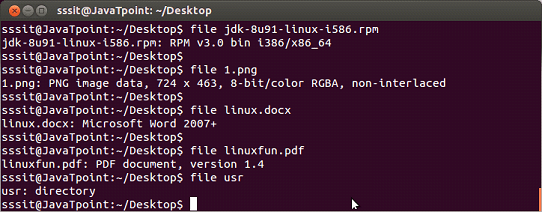 sssit@JavaTpoint: ~/Desktop
sssit@JavaTpoint:~/Desktop$ file jdk-8u91-linux-i586.rpm
jdk-8u91-linux-i586.rpm: RPM v3.0 bin i386/x86_64
sssit@JavaTpoint:~/Desktop$
sssit@JavaTpoint:~/Desktop$ file 1.png
1.png: PNG image data, 724 x 463, 8-bit/color RGBA, non-interlaced
sssit@JavaTpoint:~/Desktop$
sssit@JavaTpoint:~/Desktop$ file linux.docx
linux.docx: Microsoft Word 2007+
sssit@JavaTpoint:~/Desktop$
sssit@JavaTpoint:~/Desktop$ file linuxfun.pdf
linuxfun.pdf: PDF document, version 1.4
sssit@JavaTpoint:~/Desktop$ file usr
usr: directory
sssit@JavaTpoint:~/Desktop$